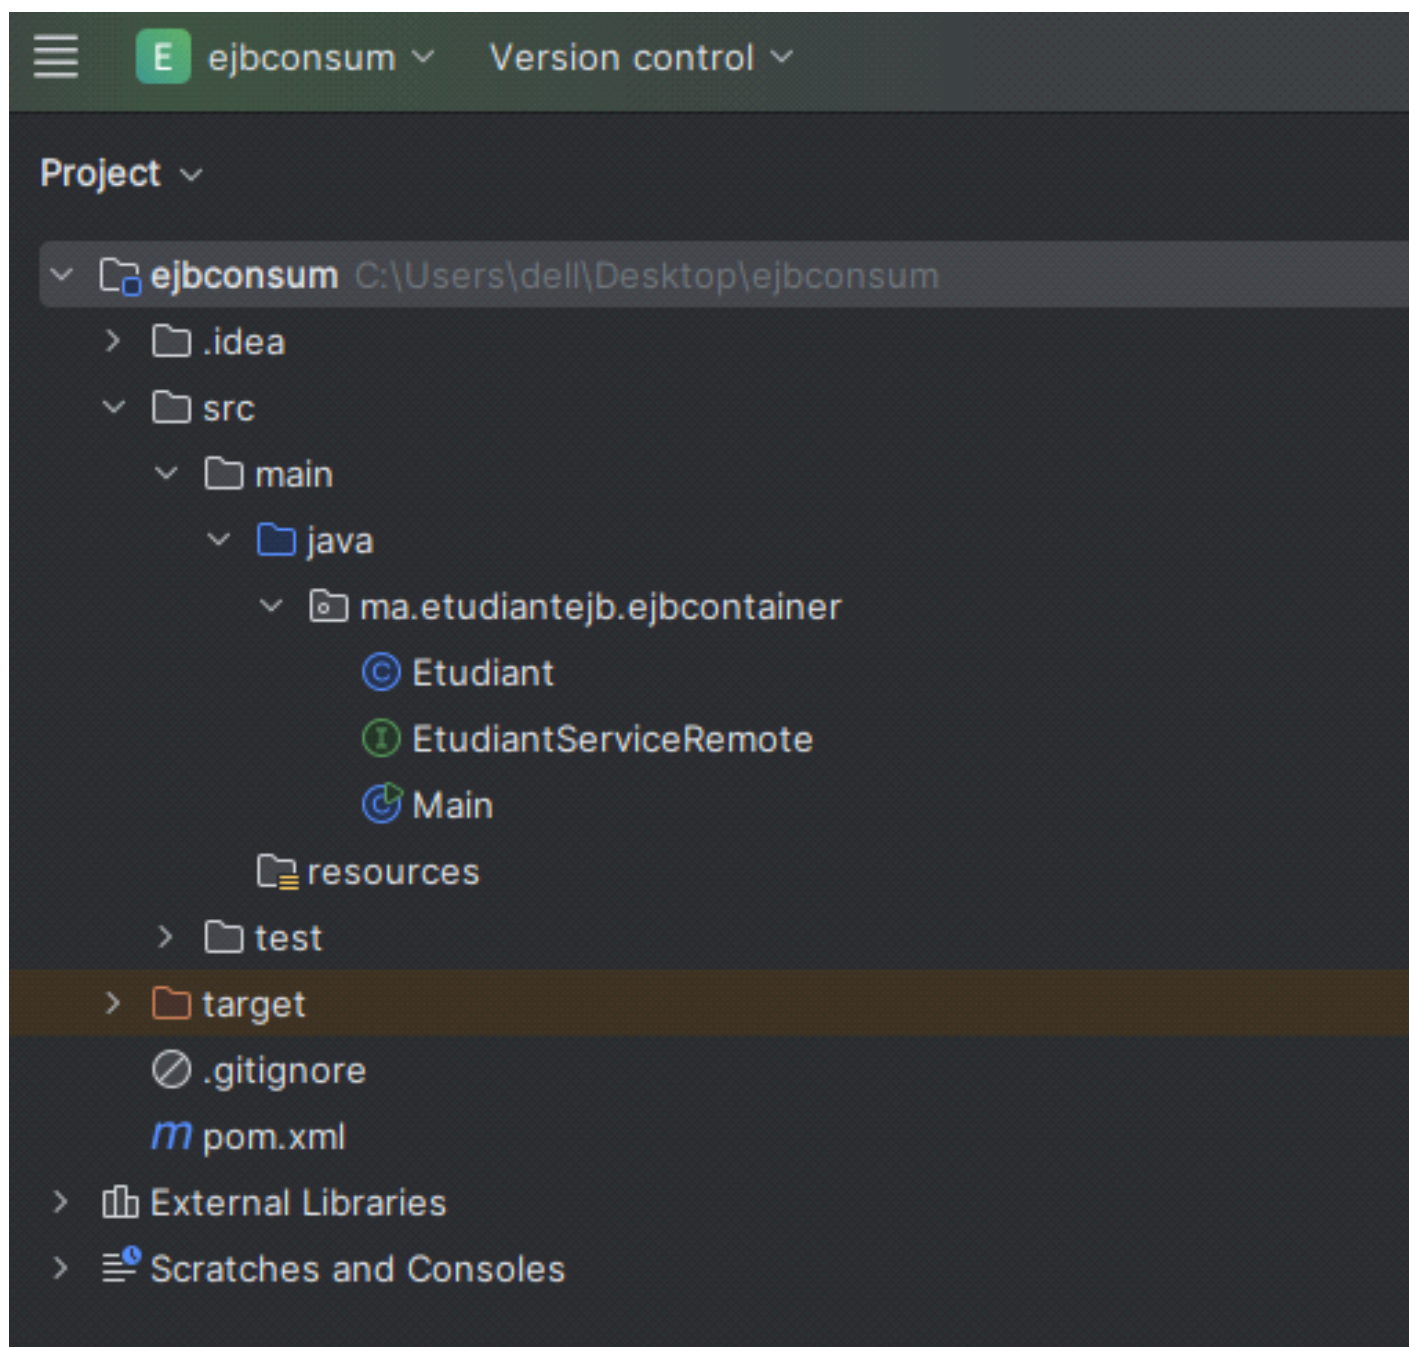 E ejbconsum Version control
Project
ejbconsum C:\Users\dell\Desktop\ejbconsum
.idea
src
main
java
ma.etudiantejb.ejbcontainer
C Etudiant
I EtudiantServiceRemote
C Main
resources
test
target
.gitignore
m pom.xml
External Libraries
Scratches and Consoles